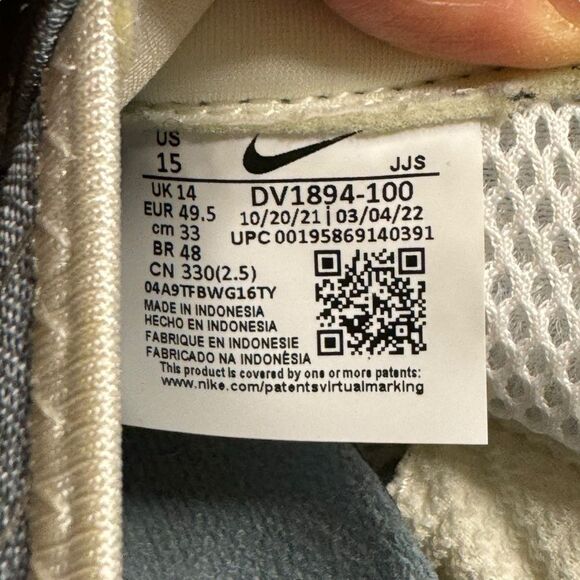 US
15
JJS
UK 14
DV1894-100
EUR 49.5
10/20/21 | 03/04/22
cm 33
UPC 00195869140391
BR 48
CN 330(2.5)
04A9TFBWG16TY
MADE IN INDONESIA
HECHO EN INDONESIA
FABRIQUE EN INDONESIE
FABRICADO NA INDONÉSIA
This product is covered by one or more patents:
www.nike.com/patentsvirtualmarking